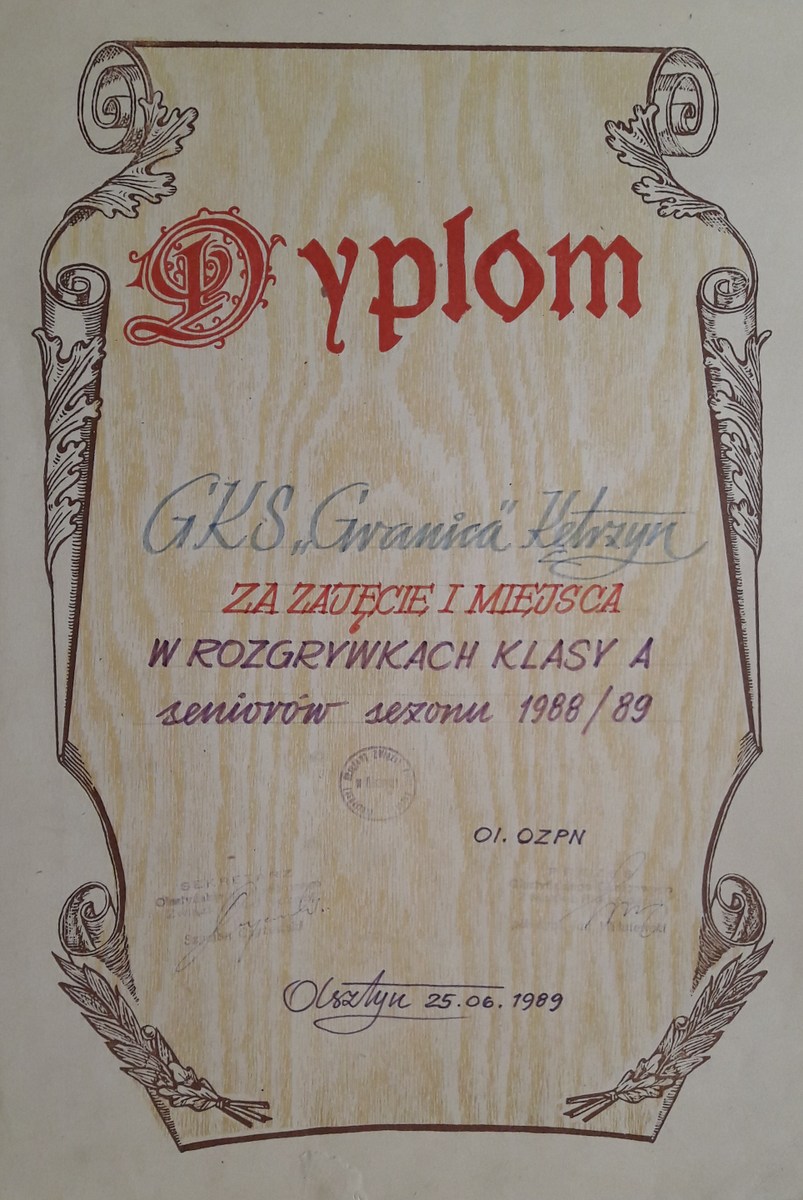 Dyplom
GKS „Granica" Kętrzyn
ZA ZAJĘCIE I MIEJSCA
W ROZGRYWKACH KLASY A
seniorów sezonu 1988/89
Ol. OZPN
SEKRETARZ
Olsztyn 25.06.1989